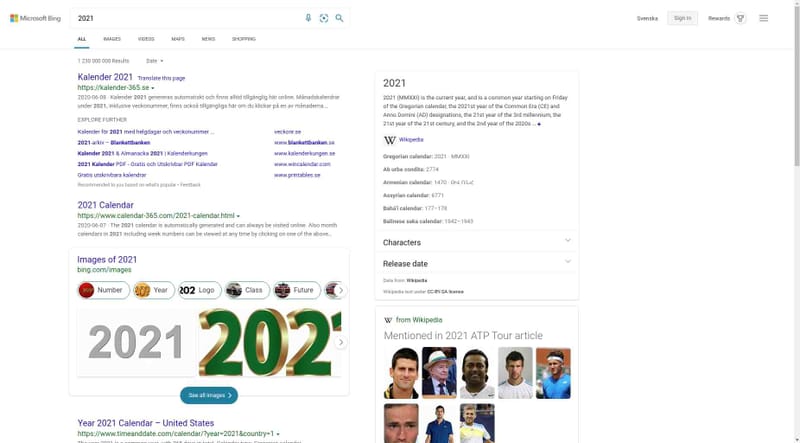 Microsoft Bing
2021
Svenska
Sign in
Rewards
ALL
IMAGES
VIDEOS
MAPS
NEWS
SHOPPING
1 230 000 000 Results
Date
Kalender 2021
Translate this page
https://kalender-365.se
2020-06-08 · Kalender 2021 genereras automatiskt och finns alltid tillgänglig här online. Månadskalendrar
under 2021, inklusive veckonummer, finns också tillgängliga här om du klickar på en av månaderna...
EXPLORE FURTHER
Kalender för 2021 med helgdagar och veckonummer ...
veckonr.se
2021 arkiv – Blankettbanken
www.blankettbanken.se
Kalender 2021 & Almanacka 2021 | Kalenderkungen
www.kalenderkungen.se
2021 Kalender PDF - Gratis och Utskrivbar PDF Kalender
www.wincalendar.com
Gratis utskrivbara kalender
www.printables.se
Recommended to you based on what's popular • Feedback
2021 Calendar
https://www.calendar-365.com/2021-calendar.html
2020-06-07 · The 2021 calendar is automatically generated and can always be visited online. Also month
calendars in 2021 including week numbers can be viewed at any time by clicking on one of the above...
Images of 2021
bing.com/images
Number
Year
Logo
Class
Future
2021
2021
See all images
Year 2021 Calendar – United States
https://www.timeanddate.com/calendar/?year=2021&country=1
2021
2021 (MMXXI) is the current year, and is a common year starting on Friday
of the Gregorian calendar, the 2021st year of the Common Era (CE) and
Anno Domini (AD) designations, the 21st year of the 3rd millennium, the
21st year of the 21st century, and the 2nd year of the 2020s ...
W Wikipedia
Gregorian calendar: 2021 · MMXXI
Ab urbe condita: 2774
Armenian calendar: 1470
Assyrian calendar: 6771
Bahá'í calendar: 177–178
Balinese saka calendar: 1942–1943
Characters
Release date
Data from: Wikipedia
Wikipedia text under CC-BY-SA license
W from Wikipedia
Mentioned in 2021 ATP Tour article